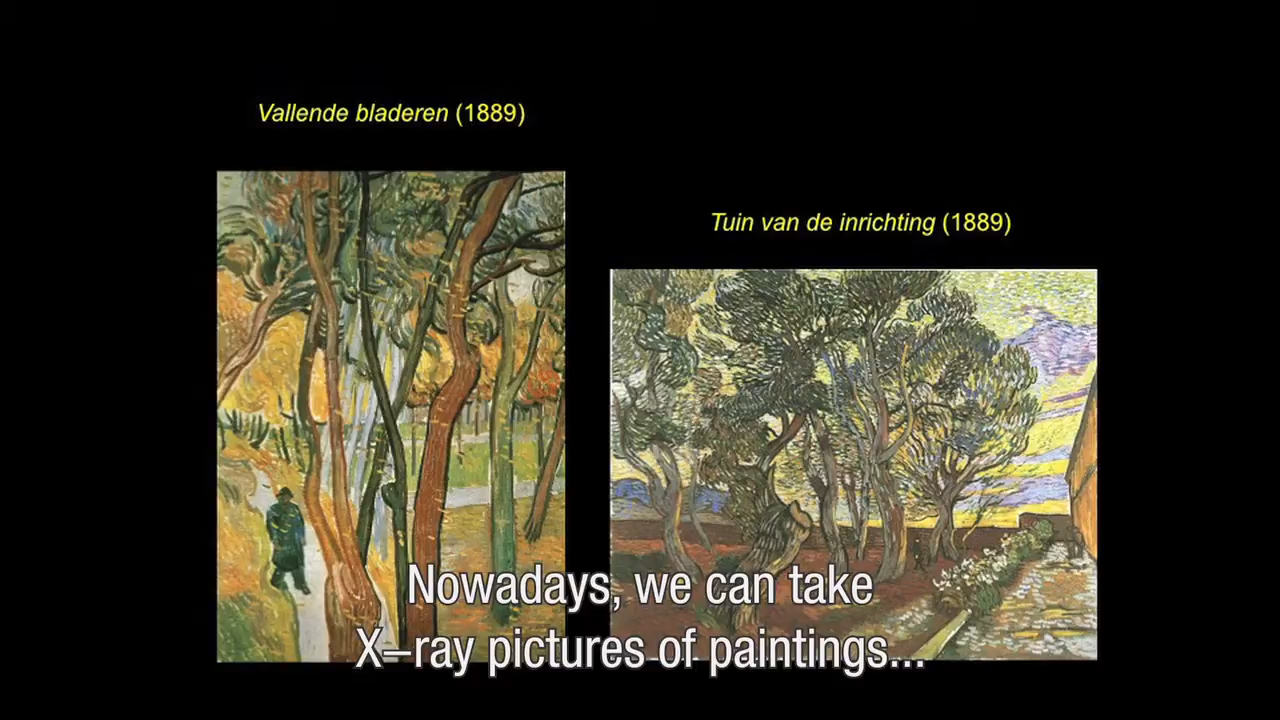 Vallende bladeren (1889)
Tuin van de inrichting (1889)
Nowadays, we can take
X–ray pictures of paintings...